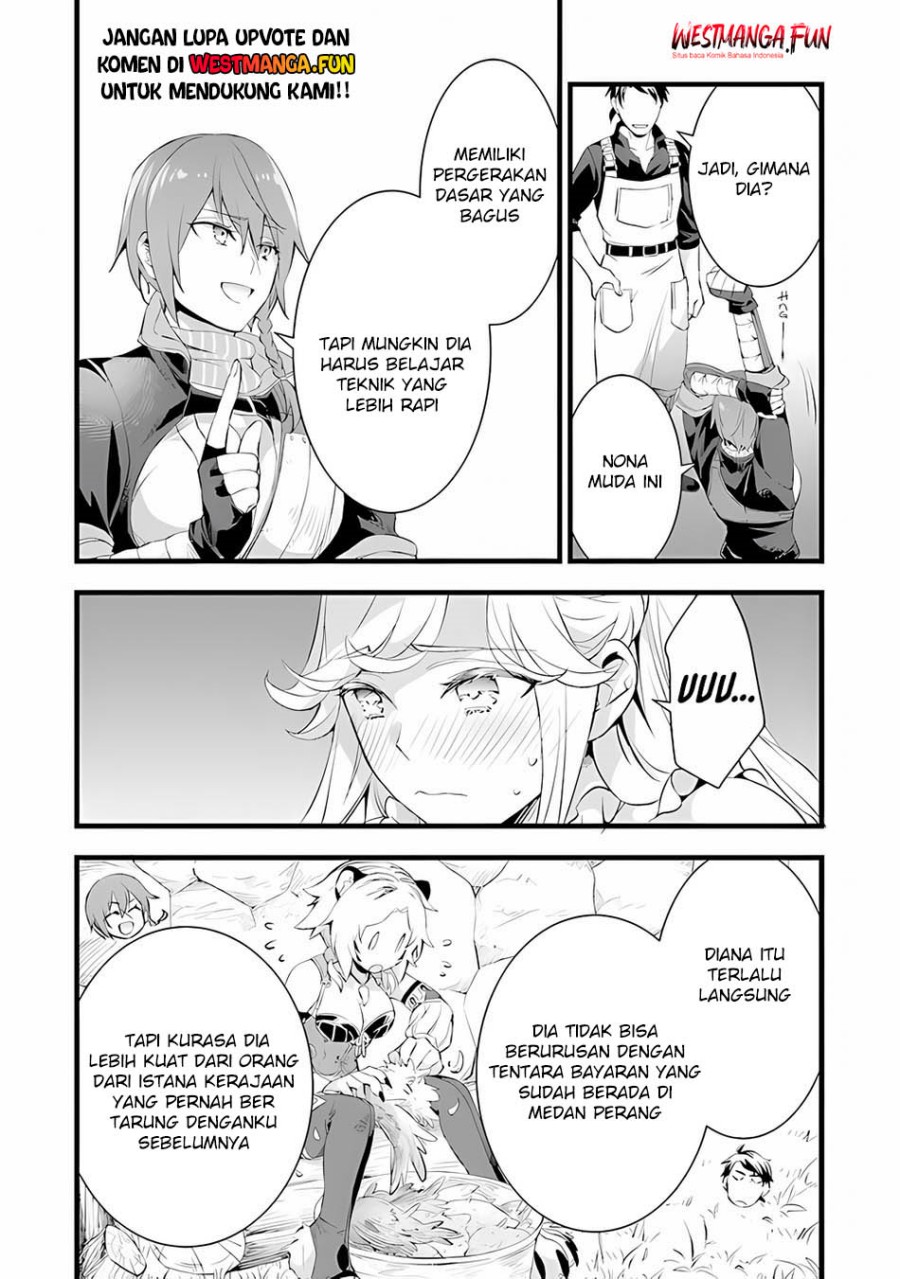 JANGAN LUPA UPVOTE DAN
KOMEN DI WESTMANGA.FUN
UNTUK MENDUKUNG KAMI!!
WESTMANGA.FUN
Situs baca Komik Bahasa Indonesia
JADI, GIMANA
DIA?
NONA
MUDA INI
MEMILIKI
PERGERAKAN
DASAR YANG
BAGUS
TAPI MUNGKIN DIA
HARUS BELAJAR
TEKNIK YANG
LEBIH RAPI
UUU...
DIANA ITU
TERLALU
LANGSUNG
DIA TIDAK BISA
BERURUSAN DENGAN
TENTARA BAYARAN YANG
SUDAH BERADA DI
MEDAN PERANG
TAPI KURASA DIA
LEBIH KUAT DARI ORANG
DARI ISTANA KERAJAAN
YANG PERNAH BER
TARUNG DENGANKU
SEBELUMNYA